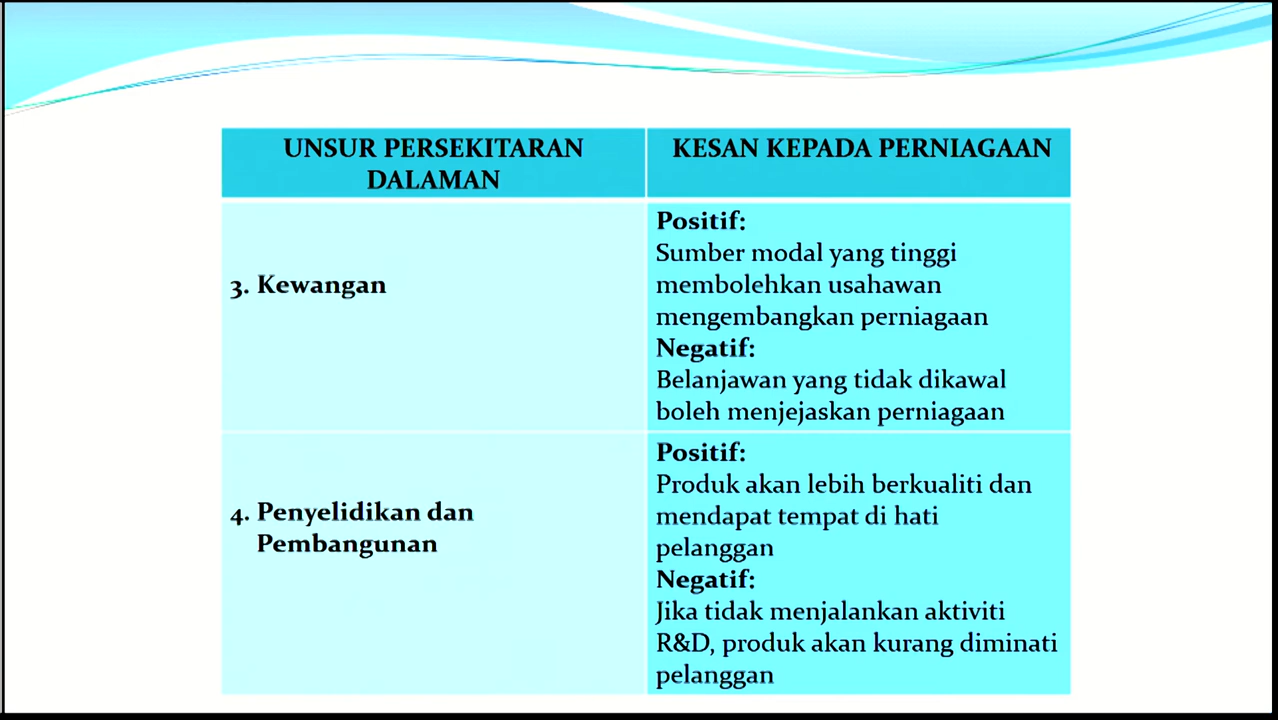 UNSUR PERSEKITARAN
DALAMAN
KESAN KEPADA PERNIAGAAN
3. Kewangan
Positif:
Sumber modal yang tinggi
membolehkan usahawan
mengembangkan perniagaan
Negatif:
Belanjawan yang tidak dikawal
boleh menjejaskan perniagaan
4. Penyelidikan dan
Pembangunan
Positif:
Produk akan lebih berkualiti dan
mendapat tempat di hati
pelanggan
Negatif:
Jika tidak menjalankan aktiviti
R&D, produk akan kurang diminati
pelanggan